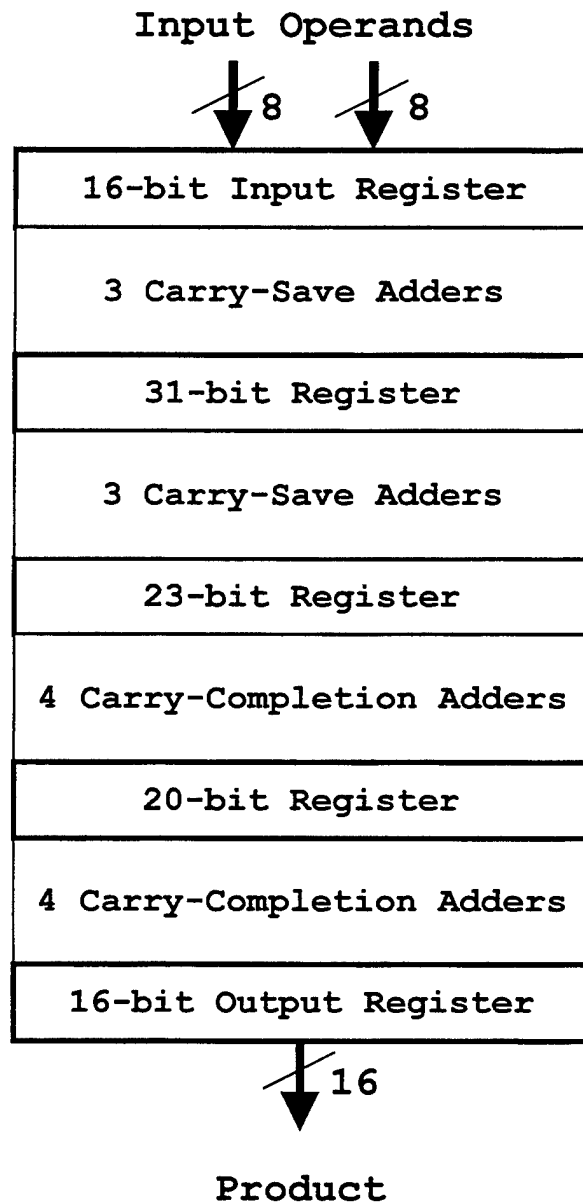 Input Operands
8 8
16-bit Input Register
3 Carry-Save Adders
31-bit Register
3 Carry-Save Adders
23-bit Register
4 Carry-Completion Adders
20-bit Register
4 Carry-Completion Adders
16-bit Output Register
16
Product